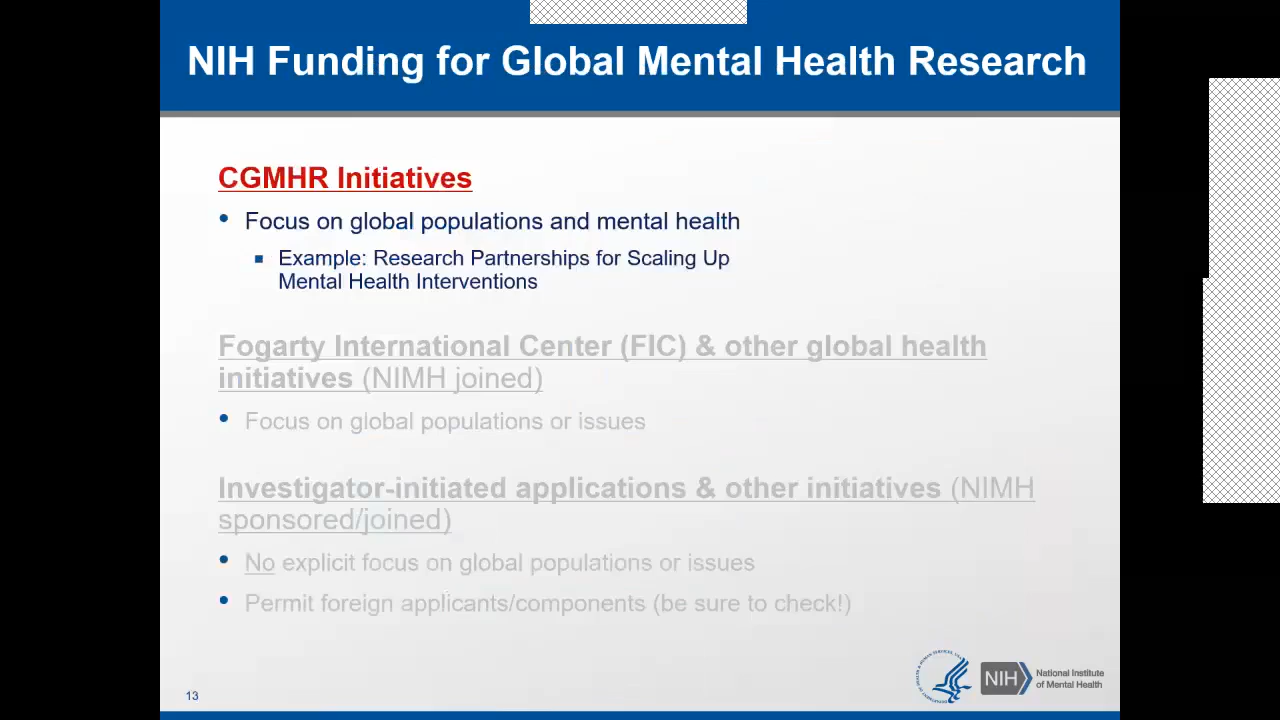 NIH Funding for Global Mental Health Research
CGMHR Initiatives
• Focus on global populations and mental health
▪ Example: Research Partnerships for Scaling Up
Mental Health Interventions
Fogarty International Center (FIC) & other global health
initiatives (NIMH joined)
• Focus on global populations or issues
Investigator-initiated applications & other initiatives (NIMH
sponsored/joined)
• No explicit focus on global populations or issues
• Permit foreign applicants/components (be sure to check!)
13
NIH
National Institute
of Mental Health